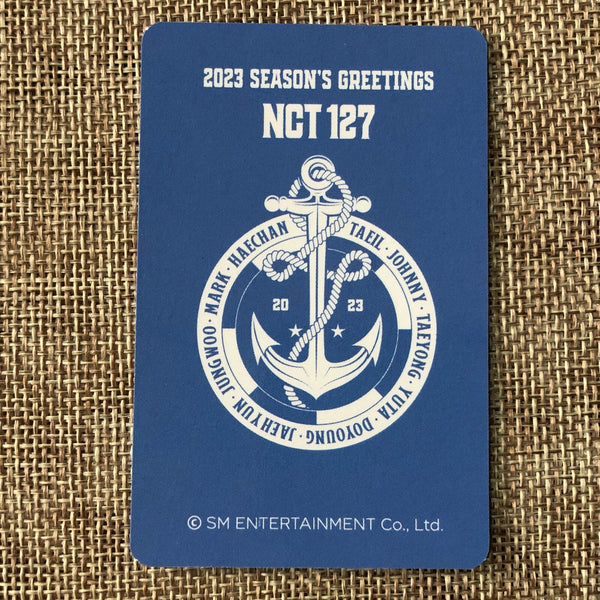 2023 SEASON'S GREETINGS
NCT 127
TAEIL · JOHNNY · TAEYONG · YUTA · DOYOUNG · JAEHYUN · JUNGWOO · MARK · HAECHAN
20 23
© SM ENTERTAINMENT Co., Ltd.